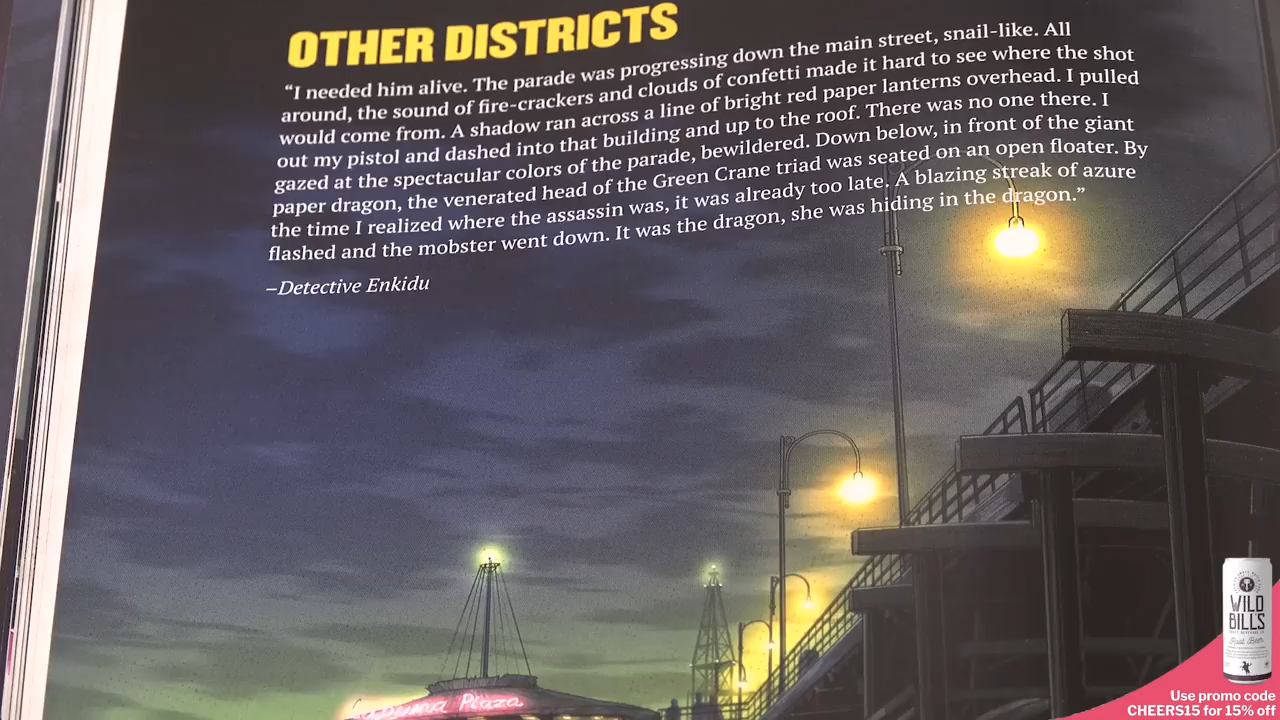 OTHER DISTRICTS
“I needed him alive. The parade was progressing down the main street, snail-like. All
around, the sound of fire-crackers and clouds of confetti made it hard to see where the shot
would come from. A shadow ran across a line of bright red paper lanterns overhead. I pulled
out my pistol and dashed into that building and up to the roof. There was no one there. I
gazed at the spectacular colors of the parade, bewildered. Down below, in front of the giant
paper dragon, the venerated head of the Green Crane triad was seated on an open floater. By
the time I realized where the assassin was, it was already too late. A blazing streak of azure
flashed and the mobster went down. It was the dragon, she was hiding in the dragon.”
–Detective Enkidu
Plaza
WILD
BILLS
Root Beer
Use promo code
CHEERS15 for 15% off